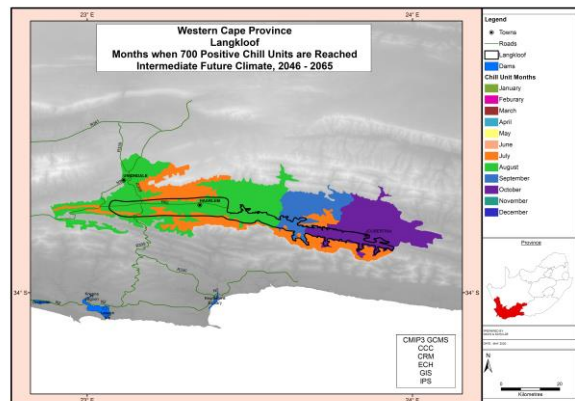 Western Cape Province
Langkloof
Months when 700 Positive Chill Units are Reached
Intermediate Future Climate, 2046 - 2065
23° E
24° E
34° S
34° S
CMIP3 GCMS
CCC
CRM
ECH
GIS
IPS
Legend
Towns
Roads
Langkloof
Dams
Chill Unit Months
January
Feburary
March
April
May
June
July
August
September
October
November
December
Province
N
0
20
Kilometres